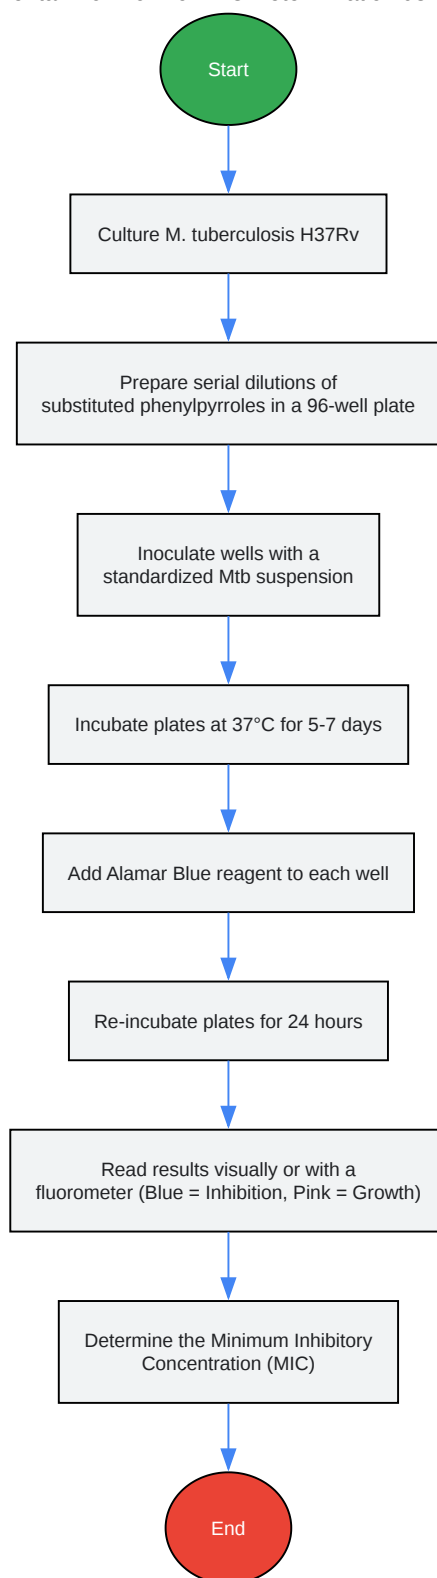 Start
Culture M. tuberculosis H37Rv
Prepare serial dilutions of
substituted phenylpyrroles in a 96-well plate
Inoculate wells with a
standardized Mtb suspension
Incubate plates at 37°C for 5-7 days
Add Alamar Blue reagent to each well
Re-incubate plates for 24 hours
Read results visually or with a
fluorometer (Blue = Inhibition, Pink = Growth)
Determine the Minimum Inhibitory
Concentration (MIC)
End